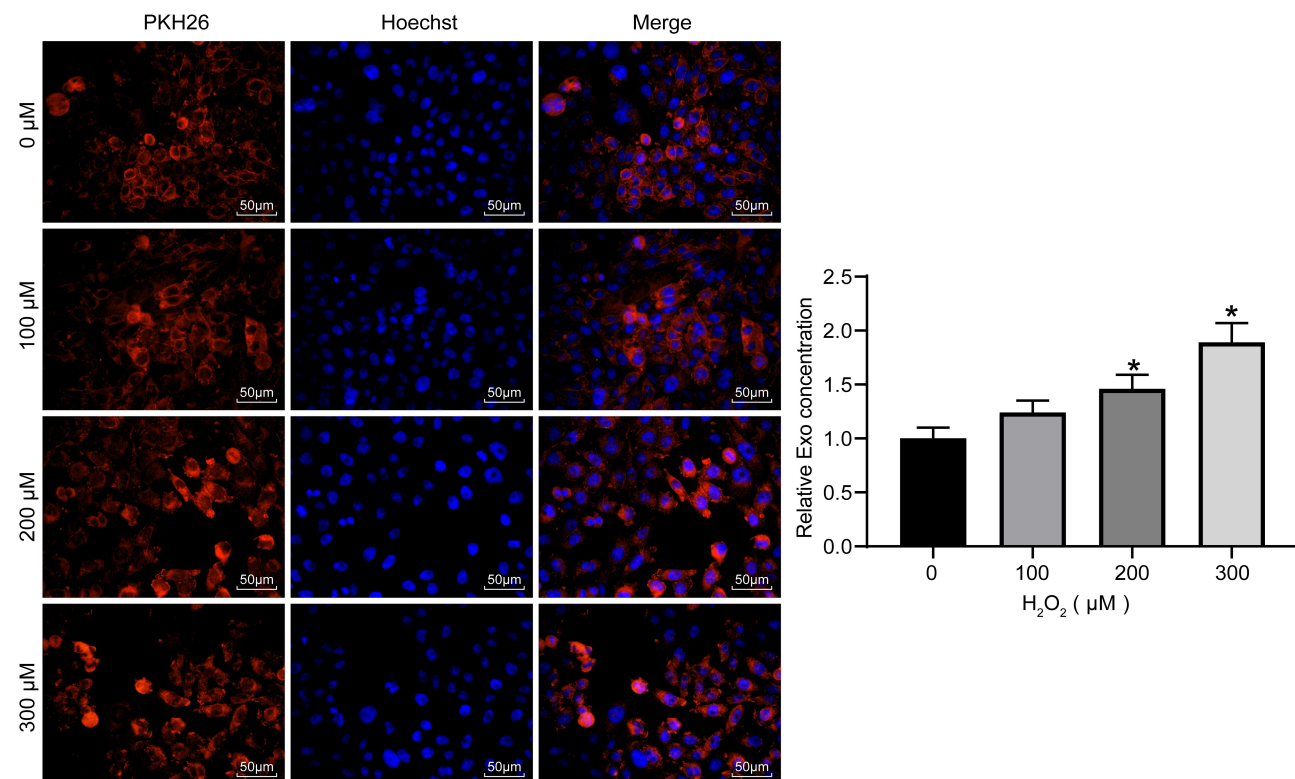 PKH26 Hoechst Merge
0 µM
50µm 50µm 50µm
100 µM
50µm 50µm 50µm
200 µM
50µm 50µm 50µm
300 µM
50µm 50µm 50µm
Relative Exo concentration
2.5
2.0
1.5
1.0
0.5
0.0
*
*
0 100 200 300
H₂O₂ ( µM )